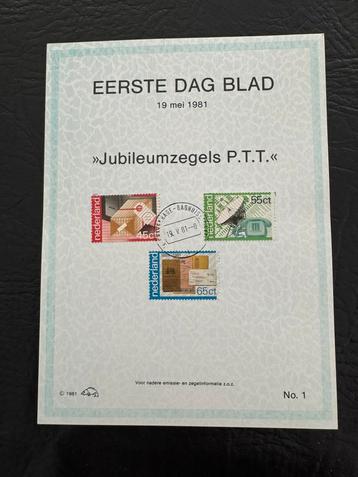 EERSTE DAG BLAD
19 mei 1981
»Jubileumzegels P.T.T.«
nederland
45ct
nederland
55ct
19.V.81
nederland
65ct
Voor nadere emissie- en zegelinformatie z.o.z.
© 1981
No. 1